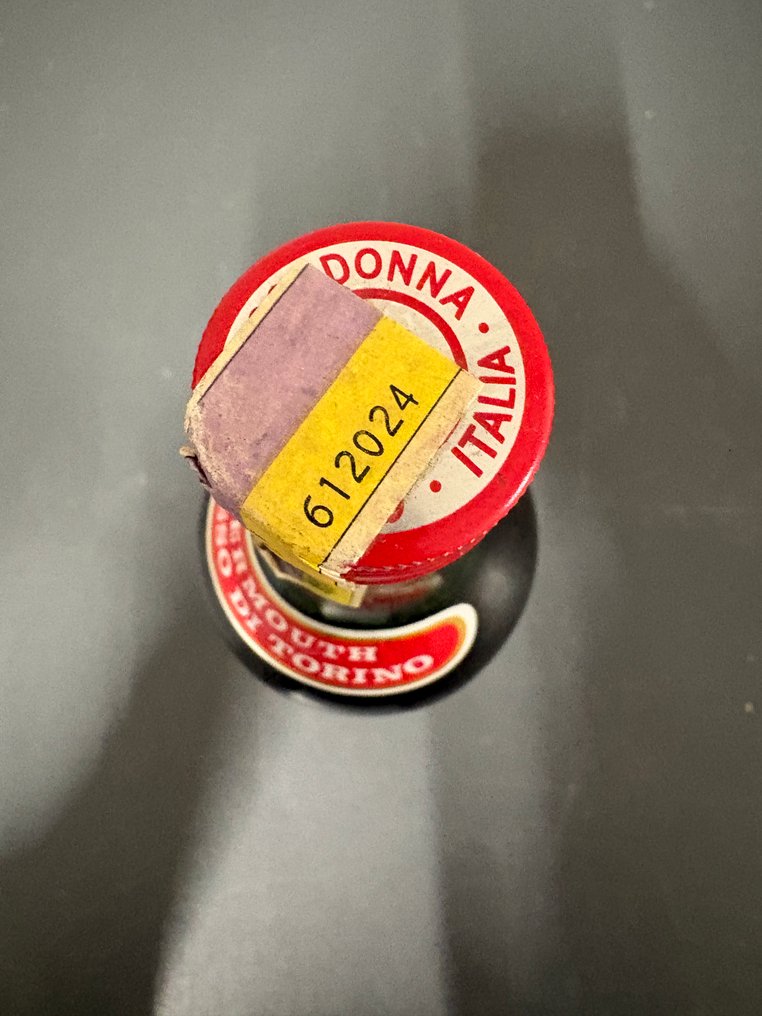 DONNA • ITALIA •
612024
MOUTH
DI TORINO